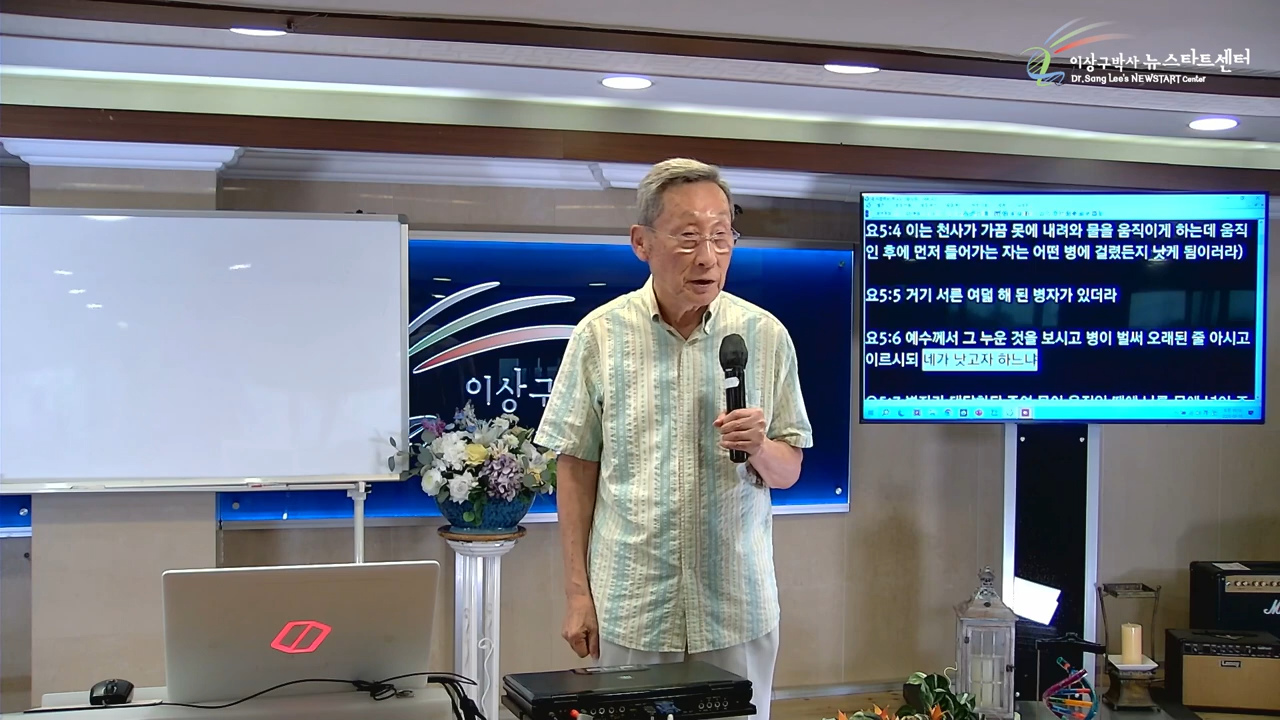 이상구박사 뉴스타트센터
Dr. Sang Lee's NEWSTART Center
요5:4 이는 천사가 가끔 못에 내려와 물을 움직이게 하는데 움직
인 후에 먼저 들어가는 자는 어떤 병에 걸렸든지 낫게 됨이러라)
요5:5 거기 서른 여덟 해 된 병자가 있더라
요5:6 예수께서 그 누운 것을 보시고 병이 벌써 오래된 줄 아시고
이르시되 네가 낫고자 하느냐
이상구
Laney